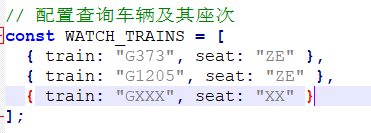 // 配置查询车辆及其座次
const WATCH_TRAINS = [
  { train: "G373", seat: "ZE" },
  { train: "G1205", seat: "ZE" },
  { train: "GXXX", seat: "XX" }
];